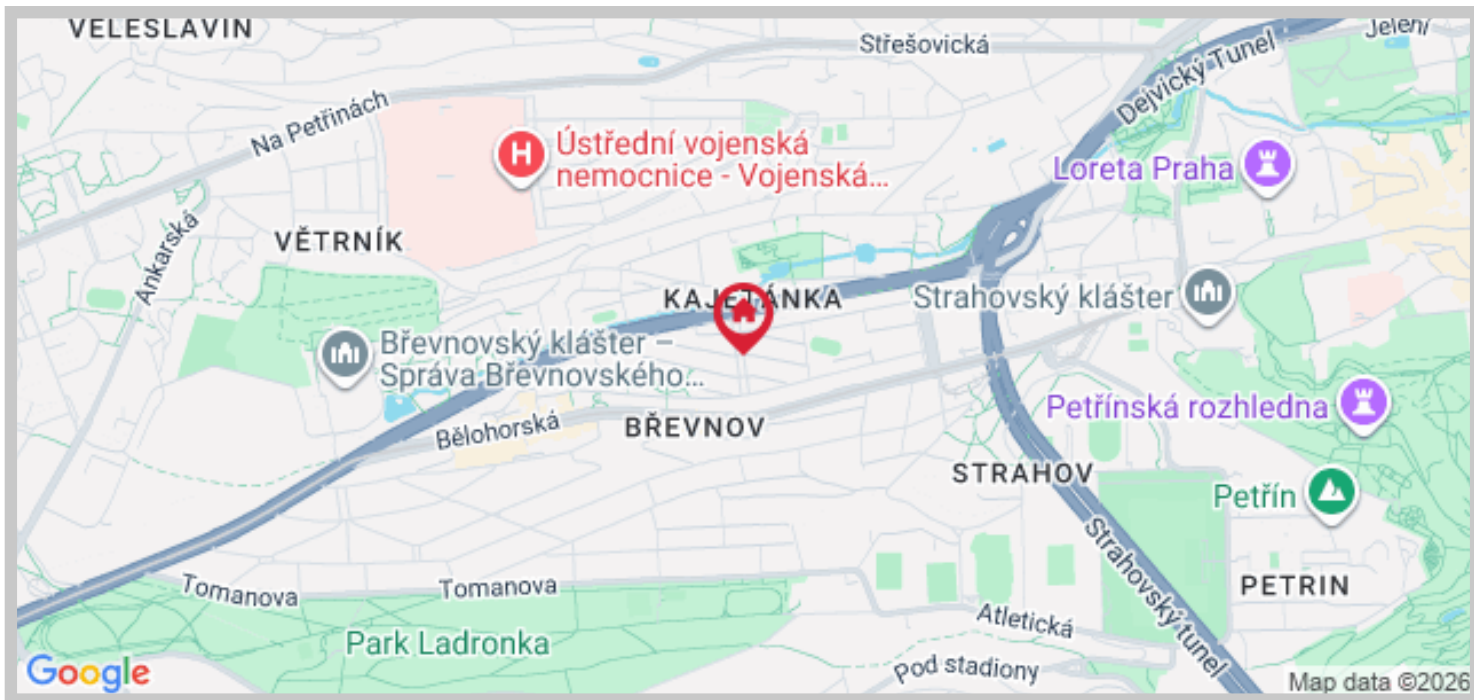 VELESLAVIN
Střešovická
Jelení
Dejvický Tunel
Na Petřinách
Ústřední vojenská
nemocnice - Vojenská...
Loreta Praha
Ankarská
VĚTRNÍK
KAJETÁNKA
Strahovský klášter
Břevnovský klášter –
Správa Břevnovského...
Petřínská rozhledna
Bělohorská
BŘEVNOV
STRAHOV
Petřín
Strahovský tunel
Tomanova
Tomanova
PETRIN
Atletická
Park Ladronka
Pod stadiony
Google
Map data ©2026